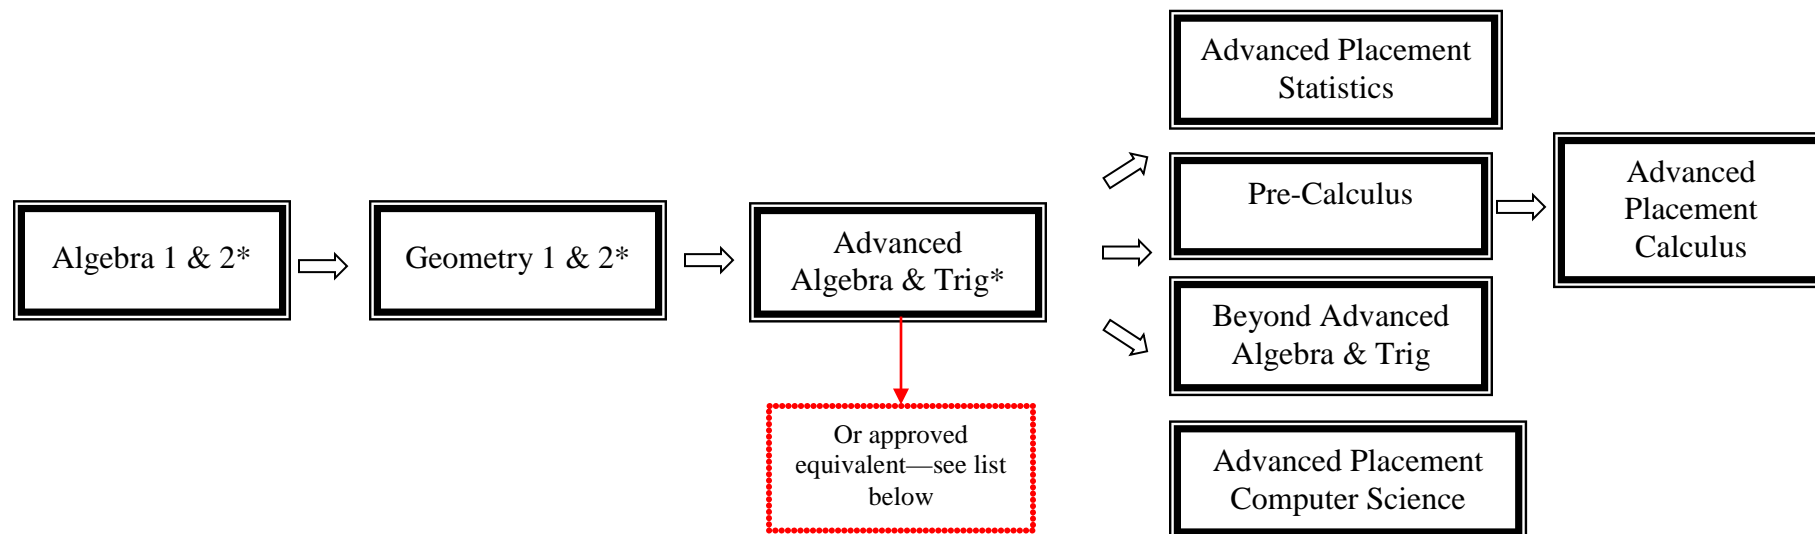 Algebra 1 & 2*
Geometry 1 & 2*
Advanced
Algebra & Trig*
Or approved
equivalent—see list
below
Advanced Placement
Statistics
Pre-Calculus
Beyond Advanced
Algebra & Trig
Advanced Placement
Computer Science
Advanced
Placement
Calculus